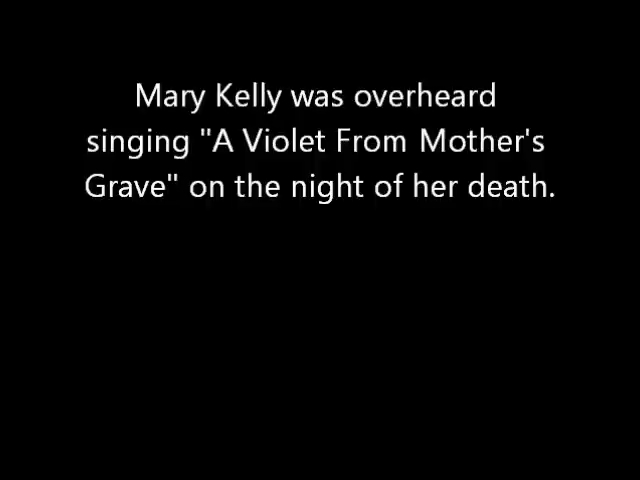 Mary Kelly was overheard
singing "A Violet From Mother's
Grave" on the night of her death.